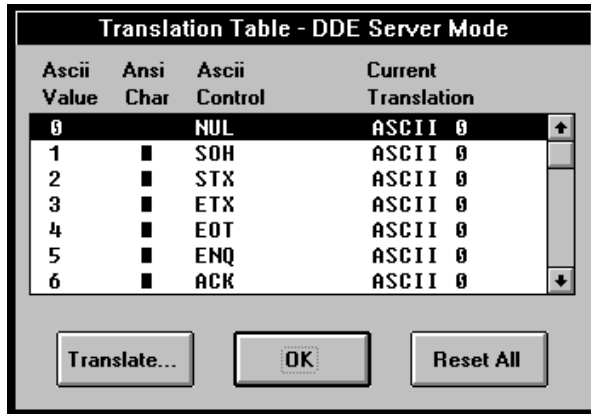 Translation Table - DDE Server Mode
Ascii Ansi Ascii Current
Value Char Control Translation
0 NUL ASCII 0
1 ■ SOH ASCII 0
2 ■ STX ASCII 0
3 ■ ETX ASCII 0
4 ■ EOT ASCII 0
5 ■ ENQ ASCII 0
6 ■ ACK ASCII 0
Translate... OK Reset All